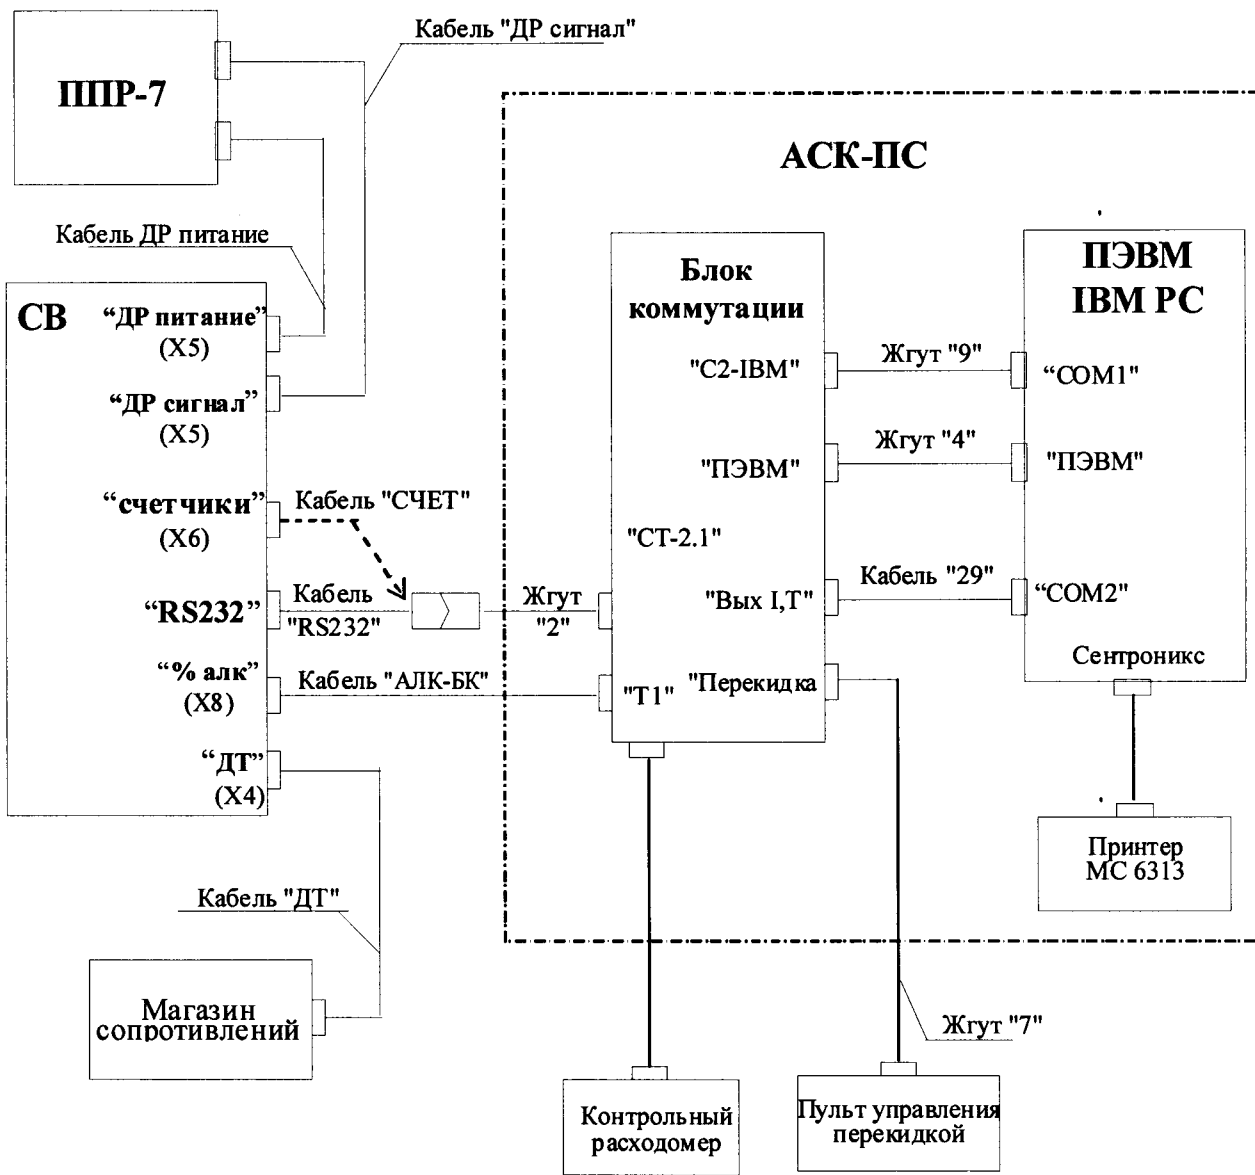 Кабель "ДР сигнал"
ППР-7
АСК-ПС
Кабель ДР питание
СВ
“ДР питание”
(X5)
“ДР сигнал”
(X5)
“счетчики”
(X6)
Кабель "СЧЕТ"
“RS232”
Кабель
"RS232"
Жгут
"2"
“% алк”
(X8)
Кабель "АЛК-БК"
“ДТ”
(X4)
Блок
коммутации
"С2-IBM"
"ПЭВМ"
"СТ-2.1"
"Вых I,T"
"Т1"
"Перекидка
Жгут "9"
Жгут "4"
Кабель "29"
ПЭВМ
IBM PC
“COM1"
"ПЭВМ"
“COM2"
Сентроникс
Принтер
МС 6313
Кабель "ДТ"
Магазин
сопротивлений
Жгут "7"
Контрольный
расходомер
Пульт управления
перекидкой